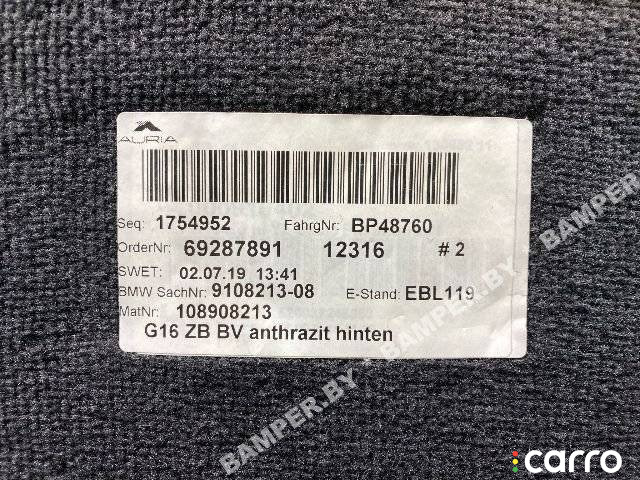 AURIA
Seq: 1754952 FahrgNr: BP48760
OrderNr: 69287891 12316 # 2
SWET: 02.07.19 13:41
BMW SachNr: 9108213-08 E-Stand: EBL119
MatNr: 108908213
G16 ZB BV anthrazit hinten
BAMPER.BY - BAMPER.BY
carro